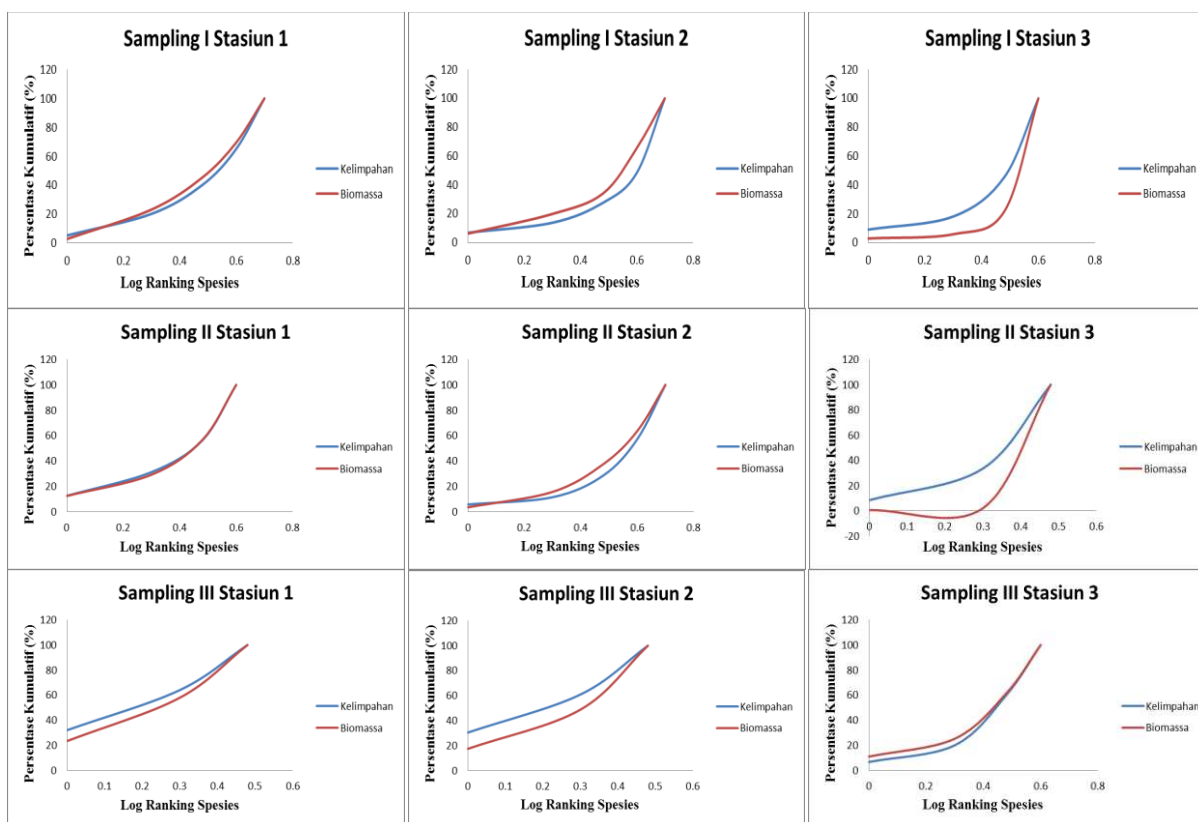 Sampling I Stasiun 1
Persentase Kumulatif (%)
120
100
80
60
40
20
0
0 0.2 0.4 0.6 0.8
Log Ranking Spesies
Kelimpahan
Biomassa
Sampling I Stasiun 2
Persentase Kumulatif (%)
120
100
80
60
40
20
0
0 0.2 0.4 0.6 0.8
Log Ranking Spesies
Kelimpahan
Biomassa
Sampling I Stasiun 3
Persentase Kumulatif (%)
120
100
80
60
40
20
0
0 0.2 0.4 0.6 0.8
Log Ranking Spesies
Kelimpahan
Biomassa
Sampling II Stasiun 1
Persentase Kumulatif (%)
120
100
80
60
40
20
0
0 0.2 0.4 0.6 0.8
Log Ranking Spesies
Kelimpahan
Biomassa
Sampling II Stasiun 2
Persentase Kumulatif (%)
120
100
80
60
40
20
0
0 0.2 0.4 0.6 0.8
Log Ranking Spesies
Kelimpahan
Biomassa
Sampling II Stasiun 3
Persentase Kumulatif (%)
120
100
80
60
40
20
0
-20
0 0.1 0.2 0.3 0.4 0.5 0.6
Log Ranking Spesies
Kelimpahan
Biomassa
Sampling III Stasiun 1
Persentase Kumulatif (%)
120
100
80
60
40
20
0
0 0.1 0.2 0.3 0.4 0.5 0.6
Log Ranking Spesies
Kelimpahan
Biomassa
Sampling III Stasiun 2
Persentase Kumulatif (%)
120
100
80
60
40
20
0
0 0.1 0.2 0.3 0.4 0.5 0.6
Log Ranking Spesies
Kelimpahan
Biomassa
Sampling III Stasiun 3
Persentase Kumulatif (%)
120
100
80
60
40
20
0
0 0.2 0.4 0.6 0.8
Log Ranking Spesies
Kelimpahan
Biomassa